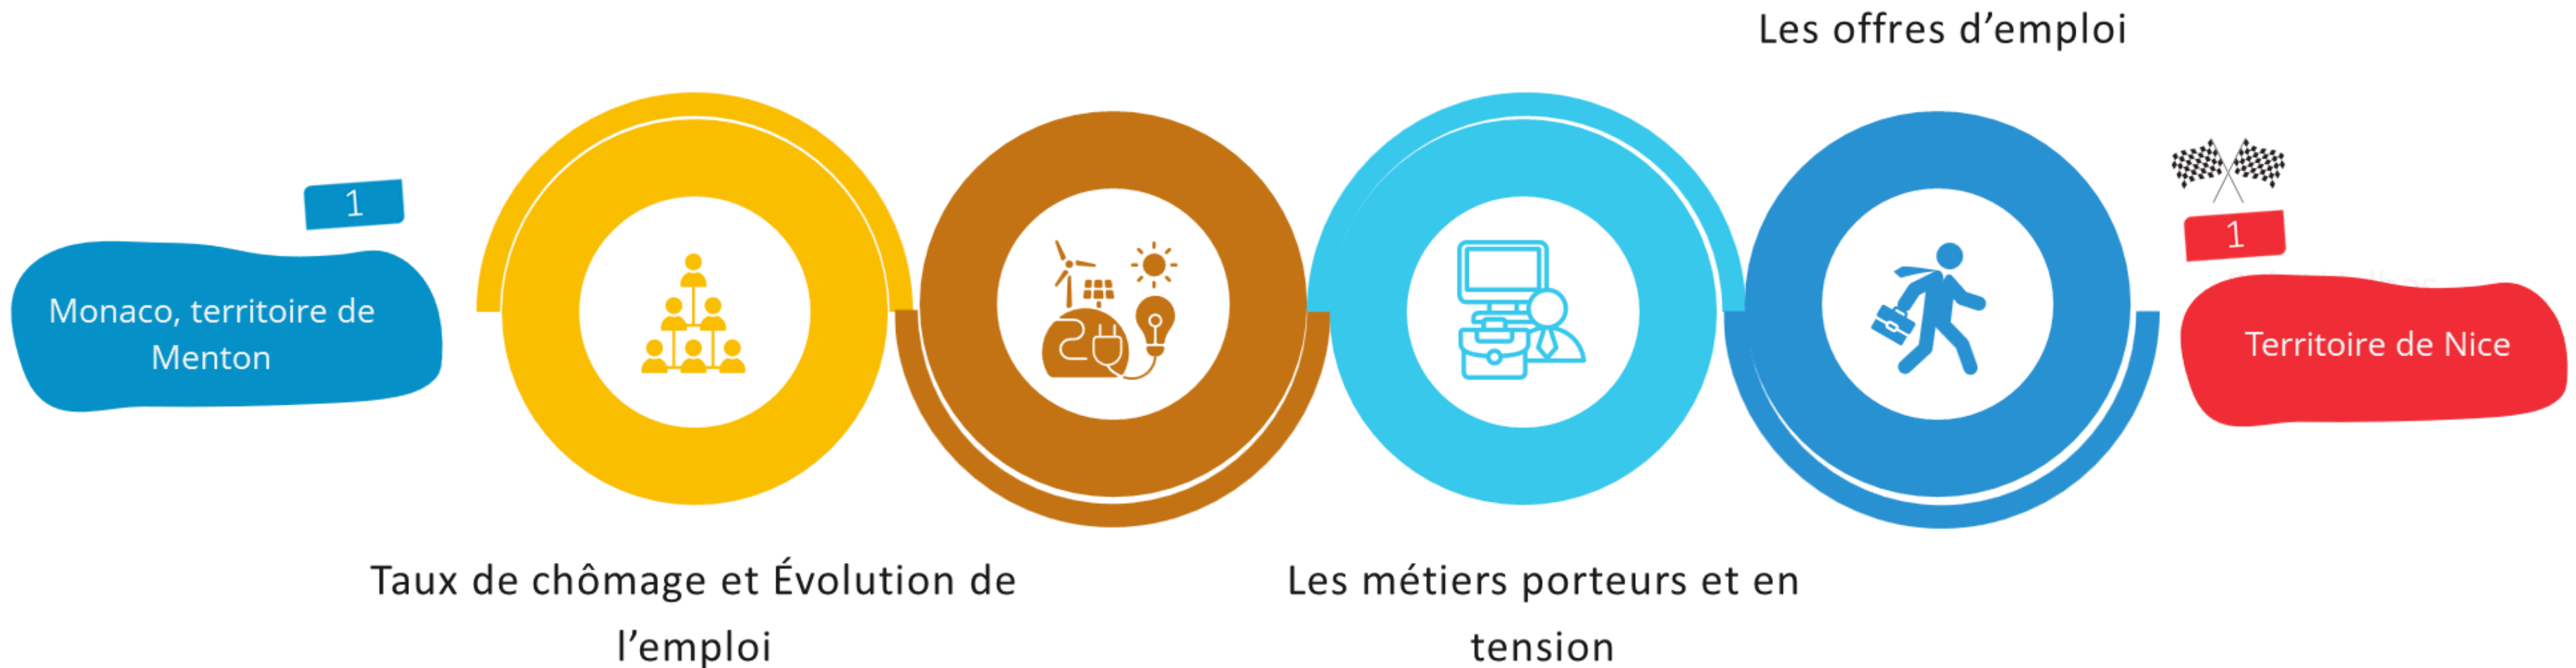 Les offres d’emploi
1
Monaco, territoire de
Menton
1
Territoire de Nice
Taux de chômage et Évolution de
l’emploi
Les métiers porteurs et en
tension